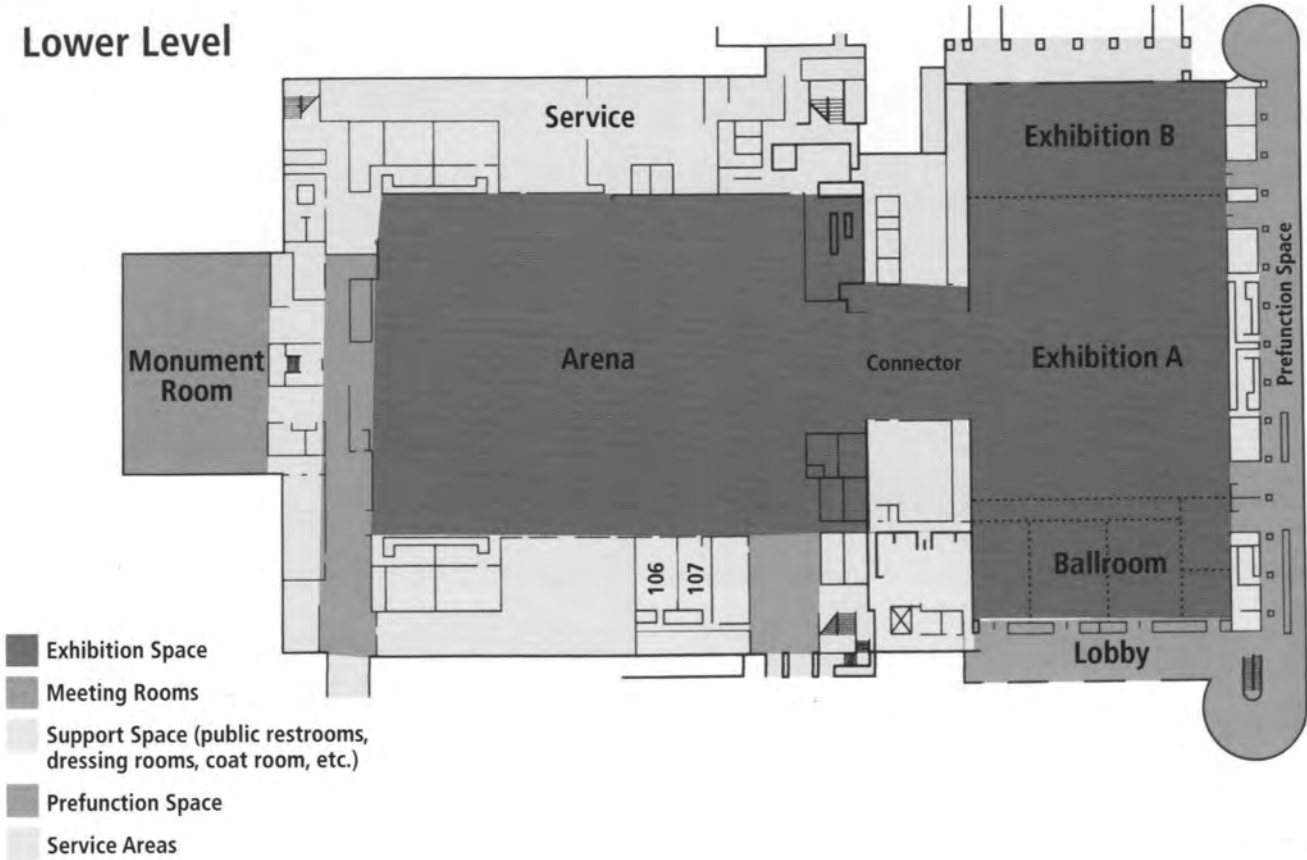 Lower Level
Service
Exhibition B
Prefunction Space
Monument
Room
Arena
Connector
Exhibition A
106
107
Ballroom
Lobby
Exhibition Space
Meeting Rooms
Support Space (public restrooms,
dressing rooms, coat room, etc.)
Prefunction Space
Service Areas